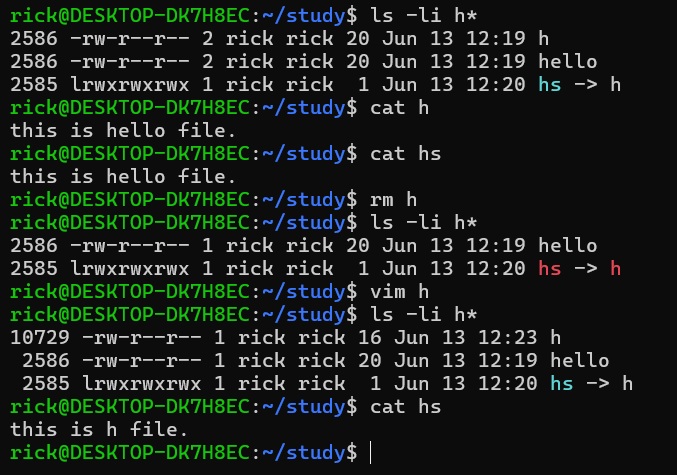 rick@DESKTOP-DK7H8EC:~/study$ ls -li h*
2586 -rw-r--r-- 2 rick rick 20 Jun 13 12:19 h
2586 -rw-r--r-- 2 rick rick 20 Jun 13 12:19 hello
2585 lrwxrwxrwx 1 rick rick  1 Jun 13 12:20 hs -> h
rick@DESKTOP-DK7H8EC:~/study$ cat h
this is hello file.
rick@DESKTOP-DK7H8EC:~/study$ cat hs
this is hello file.
rick@DESKTOP-DK7H8EC:~/study$ rm h
rick@DESKTOP-DK7H8EC:~/study$ ls -li h*
2586 -rw-r--r-- 1 rick rick 20 Jun 13 12:19 hello
2585 lrwxrwxrwx 1 rick rick  1 Jun 13 12:20 hs -> h
rick@DESKTOP-DK7H8EC:~/study$ vim h
rick@DESKTOP-DK7H8EC:~/study$ ls -li h*
10729 -rw-r--r-- 1 rick rick 16 Jun 13 12:23 h
 2586 -rw-r--r-- 1 rick rick 20 Jun 13 12:19 hello
 2585 lrwxrwxrwx 1 rick rick  1 Jun 13 12:20 hs -> h
rick@DESKTOP-DK7H8EC:~/study$ cat hs
this is h file.
rick@DESKTOP-DK7H8EC:~/study$